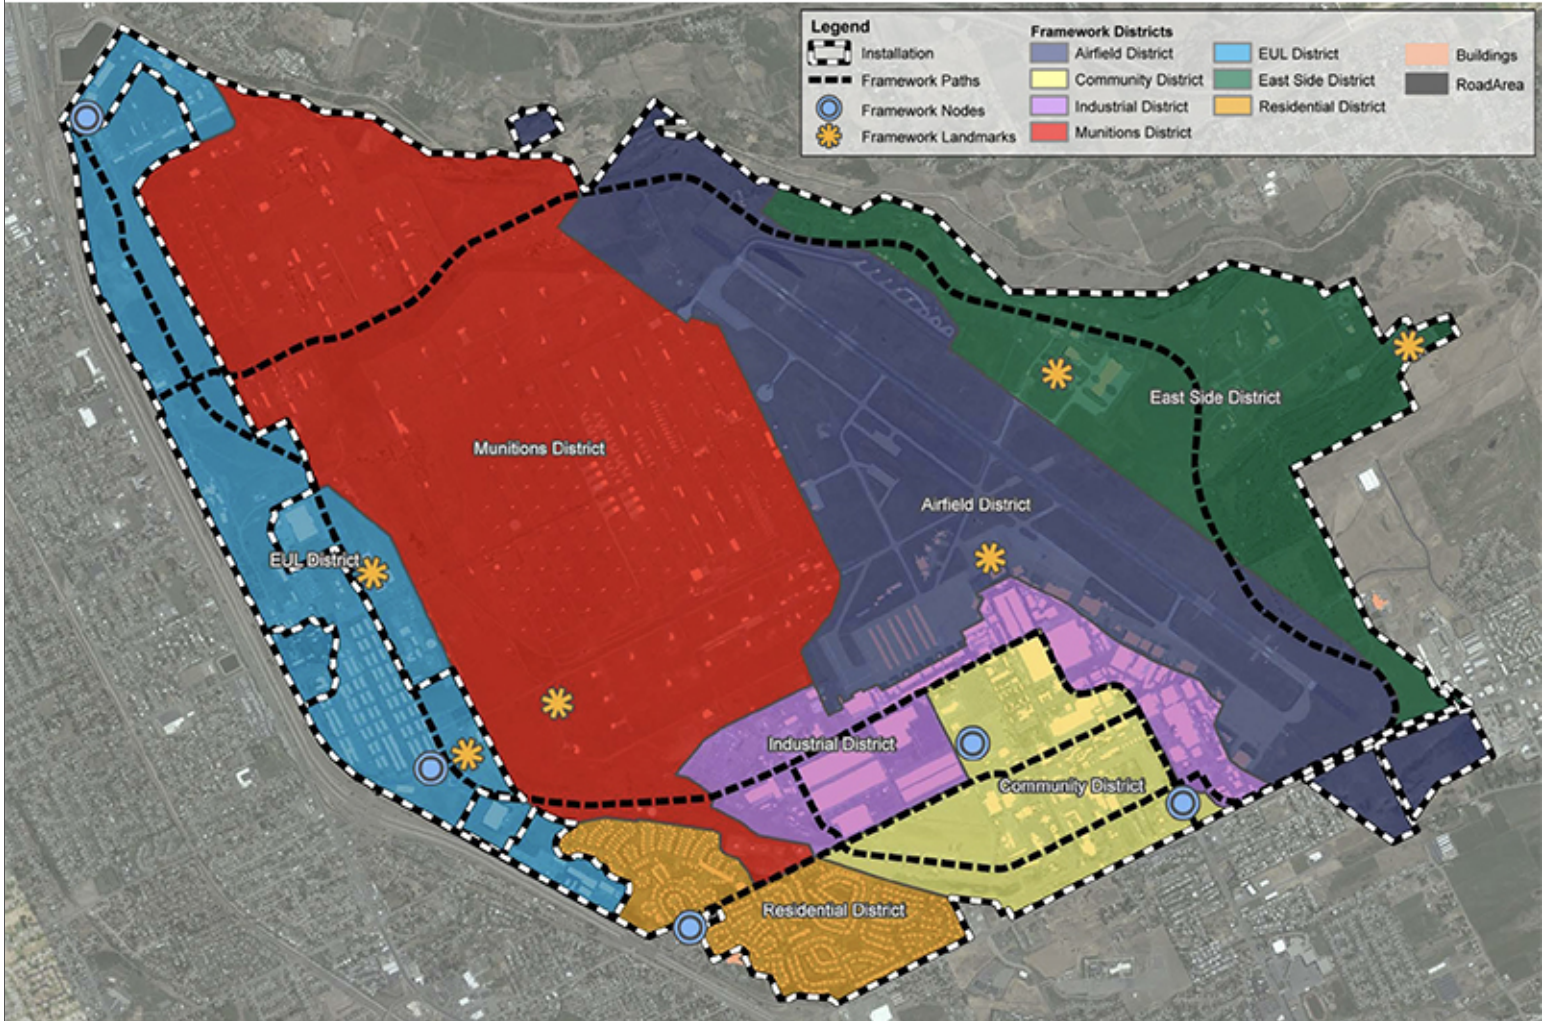 Legend
Installation
Framework Paths
Framework Nodes
Framework Landmarks
Framework Districts
Airfield District
Community District
Industrial District
Munitions District
EUL District
East Side District
Residential District
Buildings
RoadArea
East Side District
Munitions District
Airfield District
EUL District
Industrial District
Community District
Residential District